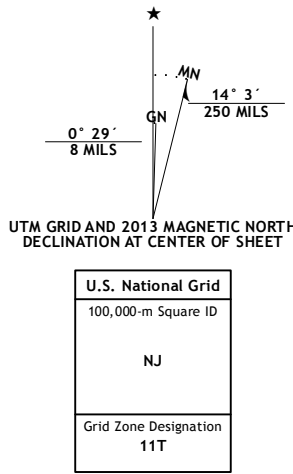 ★
MN
GN
0° 29´
8 MILS
14° 3´
250 MILS
UTM GRID AND 2013 MAGNETIC NORTH
DECLINATION AT CENTER OF SHEET
U.S. National Grid
100,000-m Square ID
NJ
Grid Zone Designation
11T